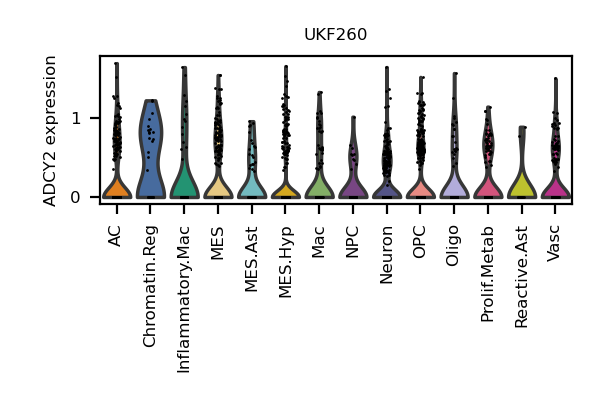 UKF260
ADCY2 expression
1
0
AC
Chromatin.Reg
Inflammatory.Mac
MES
MES.Ast
MES.Hyp
Mac
NPC
Neuron
OPC
Oligo
Prolif.Metab
Reactive.Ast
Vasc